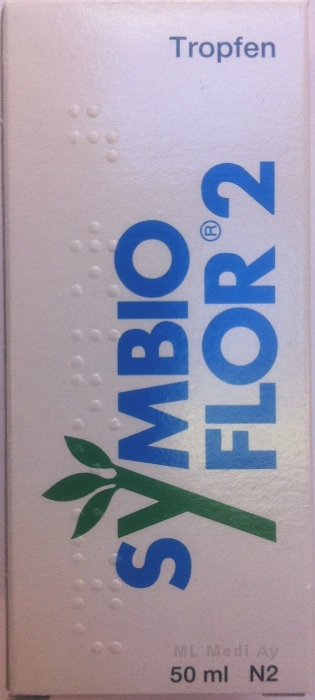 Tropfen
SYMBIO
FLOR® 2
ML Medi Ay
50 ml N2